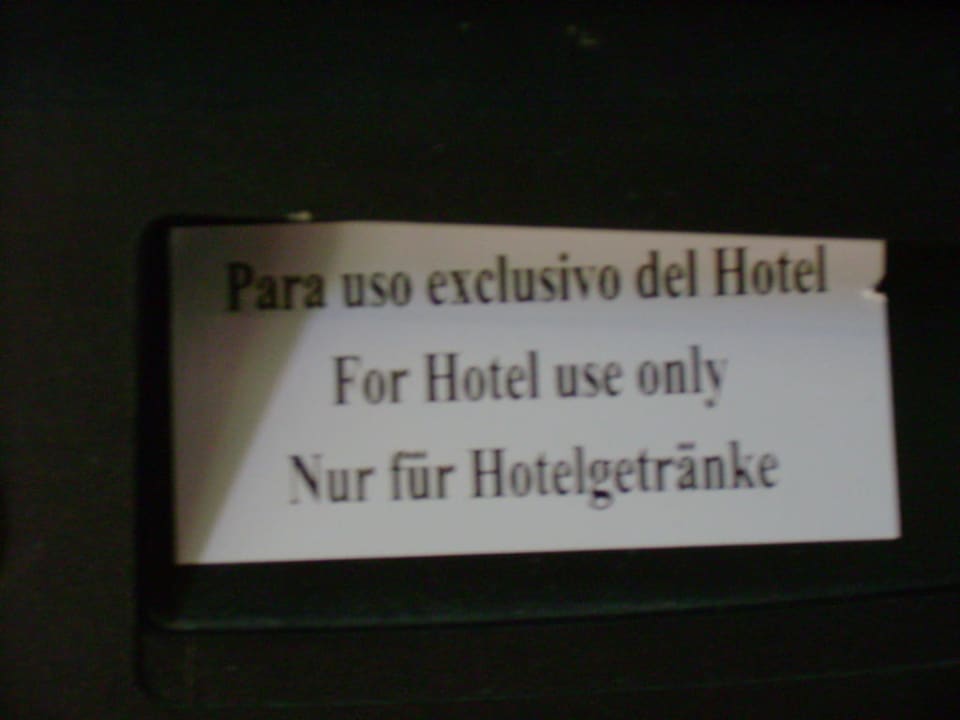 Para uso exclusivo del Hotel
For Hotel use only
Nur für Hotelgetränke